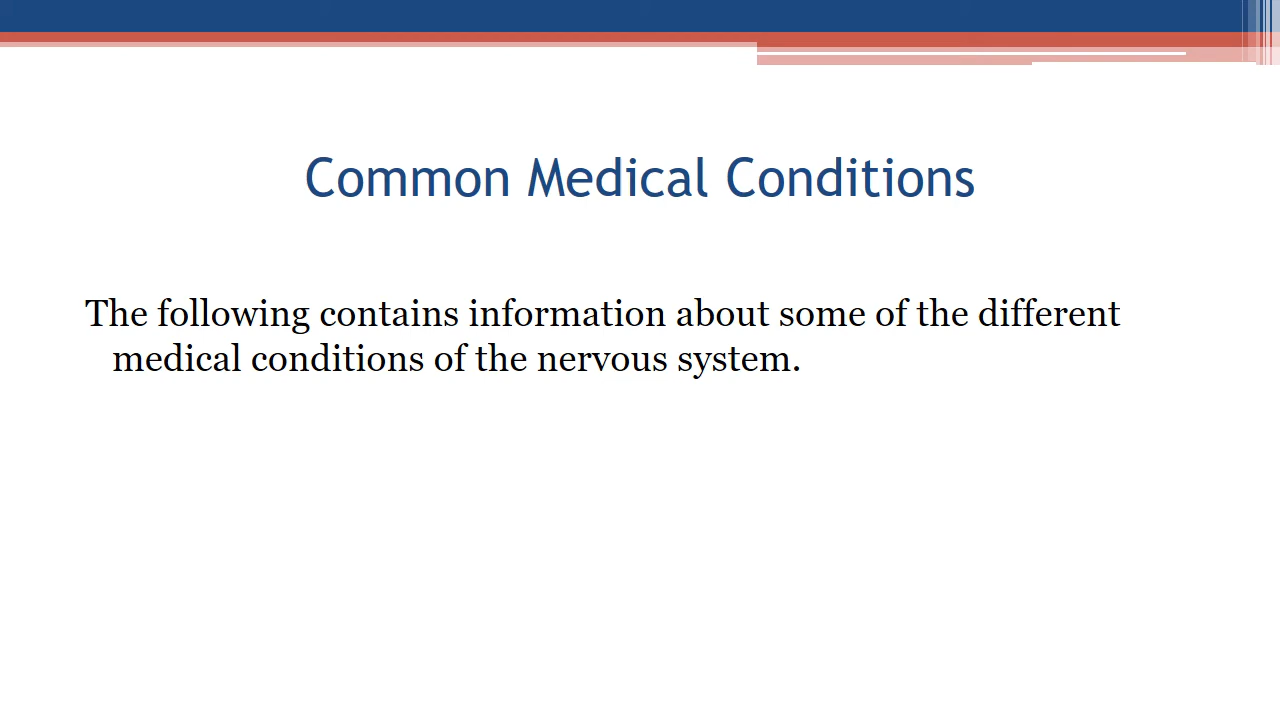 Common Medical Conditions
The following contains information about some of the different
medical conditions of the nervous system.